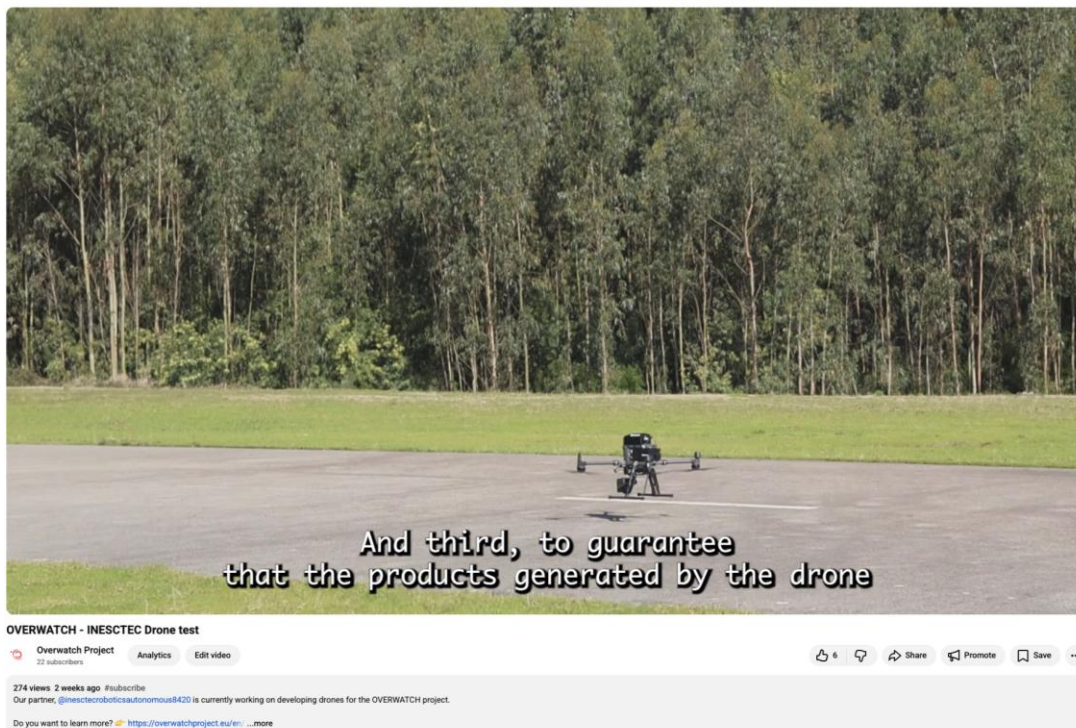 And third, to guarantee
that the products generated by the drone
OVERWATCH - INESCTEC Drone test
Overwatch Project
22 subscribers
Analytics
Edit video
6
Share
Promote
Save
274 views 2 weeks ago #subscribe
Our partner, @inesctecroboticsautonomous8420 is currently working on developing drones for the OVERWATCH project.
Do you want to learn more? 👉 https://overwatchproject.eu/en/ ...more